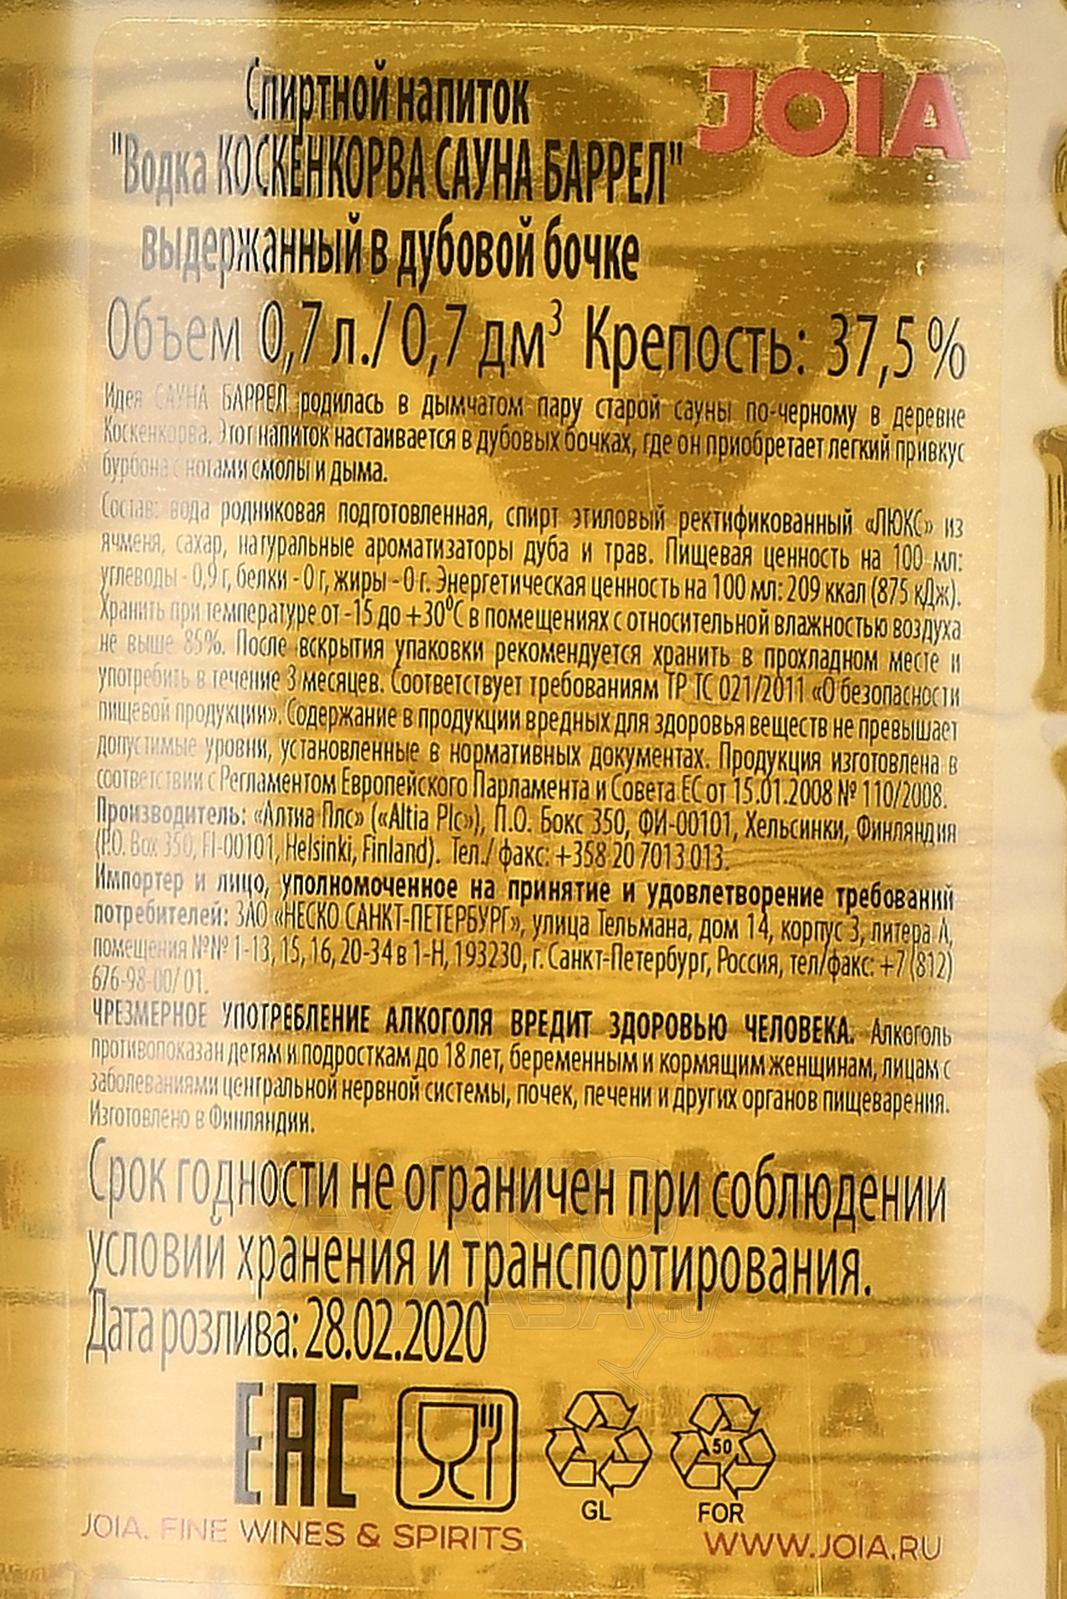 Спиртной напиток
JOIA
"Водка КОСКЕНКОРВА САУНА БАРРЕЛ"
выдержанный в дубовой бочке
Объем 0,7 л./ 0,7 дм³ Крепость: 37,5 %
Идея САУНА БАРРЕЛ родилась в дымчатом пару старой сауны по-черному в деревне
Коскенкорва. Этот напиток настаивается в дубовых бочках, где он приобретает легкий привкус
бурбона с нотами смолы и дыма.
Состав: вода родниковая подготовленная, спирт этиловый ректификованный «ЛЮКС» из
ячменя, сахар, натуральные ароматизаторы дуба и трав. Пищевая ценность на 100 мл:
углеводы - 0,9 г, белки - 0 г, жиры - 0 г. Энергетическая ценность на 100 мл: 209 ккал (875 кДж).
Хранить при температуре от -15 до +30⁰С в помещениях с относительной влажностью воздуха
не выше 85%. После вскрытия упаковки рекомендуется хранить в прохладном месте и
употребить в течение 3 месяцев. Соответствует требованиям ТР ТС 021/2011 «О безопасности
пищевой продукции». Содержание в продукции вредных для здоровья веществ не превышает
допустимые уровни, установленные в нормативных документах. Продукция изготовлена в
соответствии с Регламентом Европейского Парламента и Совета ЕС от 15.01.2008 № 110/2008.
Производитель: «Алтиа Плс» («Altia Plc»), П.О. Бокс 350, ФИ-00101, Хельсинки, Финляндия
(P.O. Box 350, FI-00101, Helsinki, Finland). Тел./ факс: +358 20 7013 013.
Импортер и лицо, уполномоченное на принятие и удовлетворение требований
потребителей: ЗАО «НЕСКО САНКТ-ПЕТЕРБУРГ», улица Тельмана, дом 14, корпус 3, литера А,
помещения №№ 1-13, 15, 16, 20-34 в 1-Н, 193230, г. Санкт-Петербург, Россия, тел/факс: +7 (812)
676-98-00/ 01.
ЧРЕЗМЕРНОЕ УПОТРЕБЛЕНИЕ АЛКОГОЛЯ ВРЕДИТ ЗДОРОВЬЮ ЧЕЛОВЕКА. Алкоголь
противопоказан детям и подросткам до 18 лет, беременным и кормящим женщинам, лицам с
заболеваниями центральной нервной системы, почек, печени и других органов пищеварения.
Изготовлено в Финляндии.
Срок годности не ограничен при соблюдении
условий хранения и транспортирования.
Дата розлива: 28.02.2020
EAC
50
GL
FOR
JOIA. FINE WINES & SPIRITS
WWW.JOIA.RU